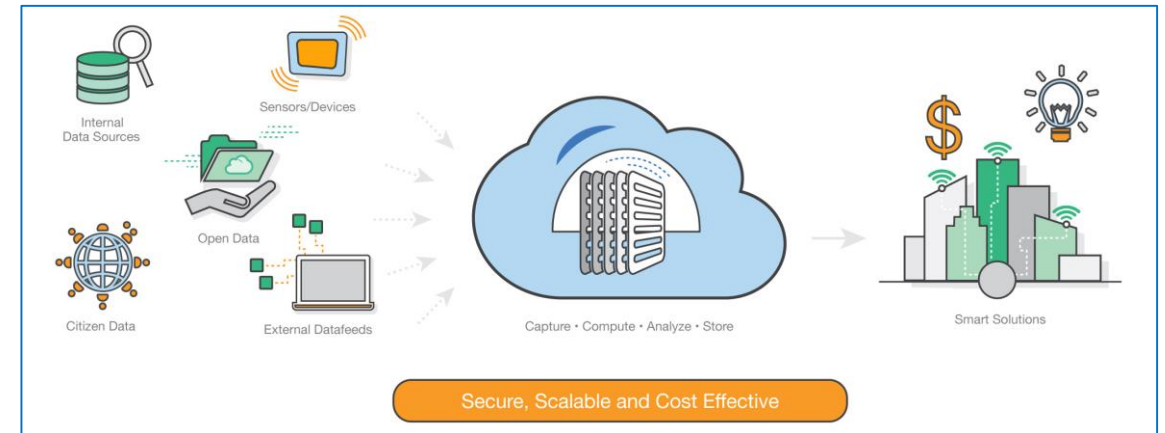 Internal
Data Sources
Sensors/Devices
Open Data
Citizen Data
External Datafeeds
$
Capture • Compute • Analyze • Store
Smart Solutions
Secure, Scalable and Cost Effective